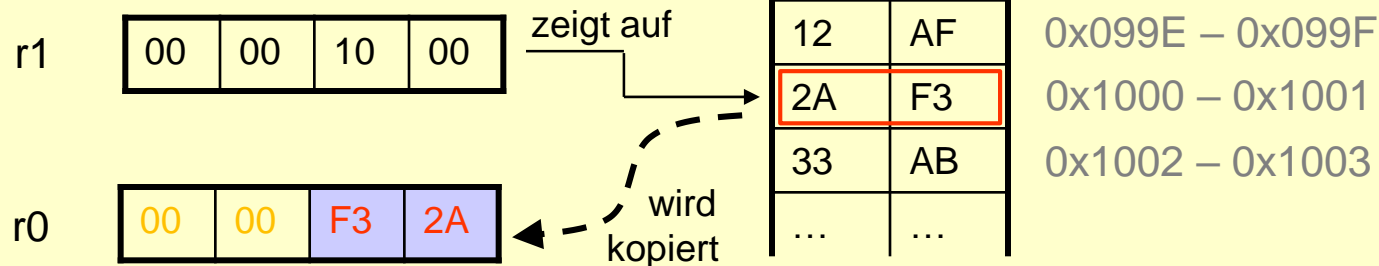 zeigt auf
r1 00 00 10 00
12 AF 0x099E – 0x099F
2A F3 0x1000 – 0x1001
33 AB 0x1002 – 0x1003
... ...
r0 00 00 F3 2A
wird
kopiert